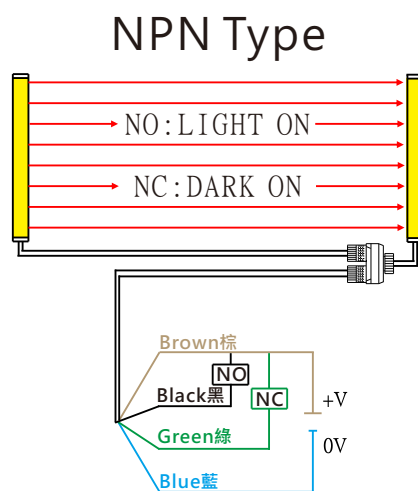 NPN Type
NO:LIGHT ON
NC:DARK ON
Brown棕
NO
Black黑
NC
+V
Green綠
0V
Blue藍